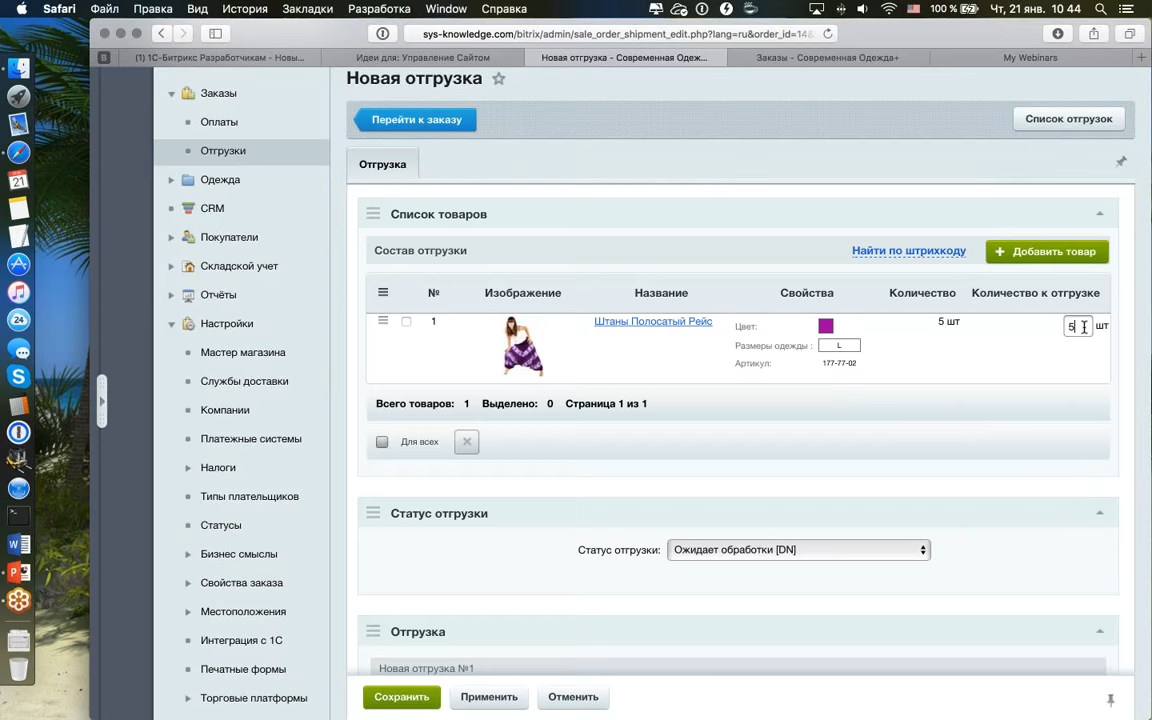 Safari Файл Правка Вид История Закладки Разработка Window Справка 100 % Чт, 21 янв. 10 44
sys-knowledge.com/bitrix/admin/sale_order_shipment_edit.php?lang=ru&order_id=14&
B (1) 1С-Битрикс Разработчикам - Новы... Идеи для: Управление Сайтом Новая отгрузка - Современная Одеж... Заказы - Современная Одежда+ My Webinars
Новая отгрузка
Перейти к заказу Список отгрузок
Отгрузка
Список товаров
Состав отгрузки Найти по штрихкоду + Добавить товар
№ Изображение Название Свойства Количество Количество к отгрузке
1 Штаны Полосатый Рейс Цвет: 5 шт 5 шт
Размеры одежды : L
Артикул: 177-77-02
Всего товаров: 1 Выделено: 0 Страница 1 из 1
Для всех
Статус отгрузки
Статус отгрузки: Ожидает обработки [DN]
Отгрузка
Новая отгрузка №1
Сохранить Применить Отменить
Заказы
Оплаты
Отгрузки
Одежда
CRM
Покупатели
Складской учет
Отчёты
Настройки
Мастер магазина
Службы доставки
Компании
Платежные системы
Налоги
Типы плательщиков
Статусы
Бизнес смыслы
Свойства заказа
Местоположения
Интеграция с 1С
Печатные формы
Торговые платформы
21
24